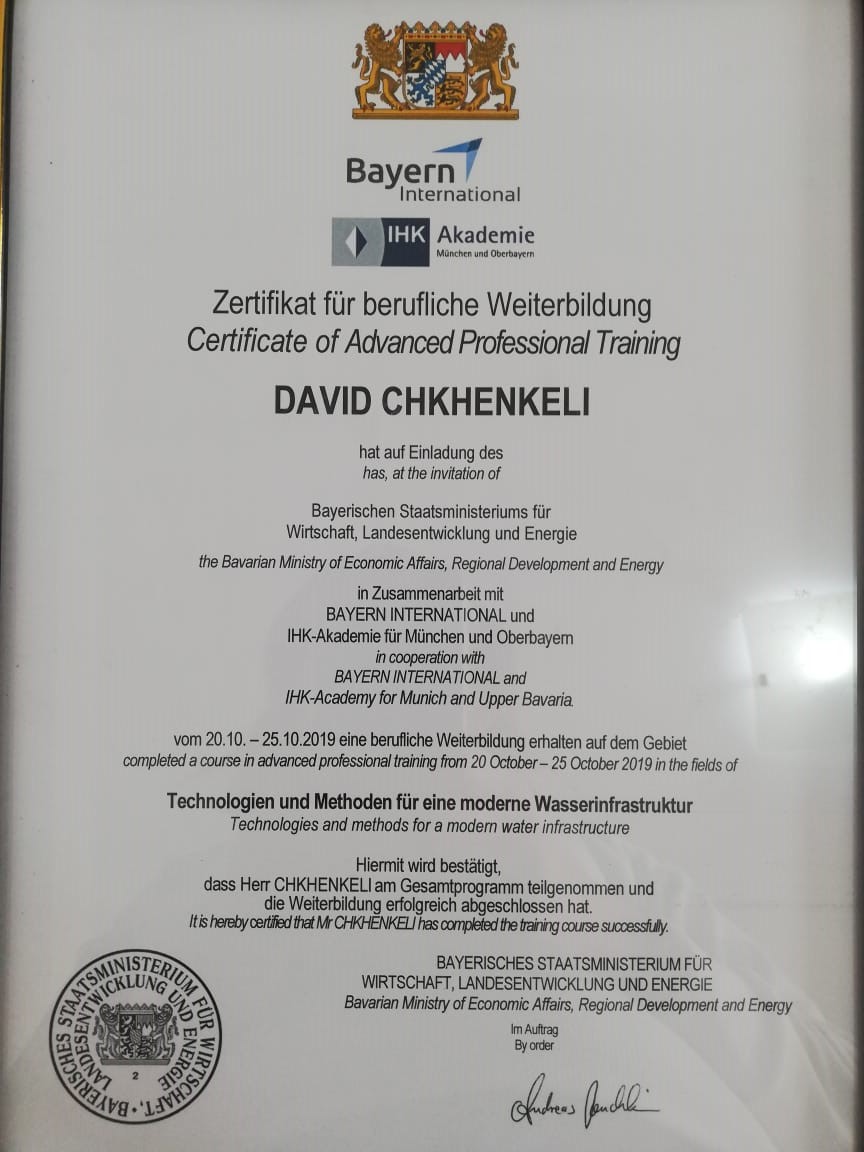 Bayern
International
IHK Akademie
München und Oberbayern
Zertifikat für berufliche Weiterbildung
Certificate of Advanced Professional Training
DAVID CHKHENKELI
hat auf Einladung des
has, at the invitation of
Bayerischen Staatsministeriums für
Wirtschaft, Landesentwicklung und Energie
the Bavarian Ministry of Economic Affairs, Regional Development and Energy
in Zusammenarbeit mit
BAYERN INTERNATIONAL und
IHK-Akademie für München und Oberbayern
in cooperation with
BAYERN INTERNATIONAL and
IHK-Academy for Munich and Upper Bavaria.
vom 20.10. – 25.10.2019 eine berufliche Weiterbildung erhalten auf dem Gebiet
completed a course in advanced professional training from 20 October – 25 October 2019 in the fields of
Technologien und Methoden für eine moderne Wasserinfrastruktur
Technologies and methods for a modern water infrastructure
Hiermit wird bestätigt,
dass Herr CHKHENKELI am Gesamtprogramm teilgenommen und
die Weiterbildung erfolgreich abgeschlossen hat.
It is hereby certified that Mr CHKHENKELI has completed the training course successfully.
BAYERISCHES STAATSMINISTERIUM FÜR
WIRTSCHAFT, LANDESENTWICKLUNG UND ENERGIE
Bavarian Ministry of Economic Affairs, Regional Development and Energy
Im Auftrag
By order
Andreas
BAYERISCHES STAATSMINISTERIUM FÜR WIRTSCHAFT,
LANDESENTWICKLUNG UND ENERGIE
2